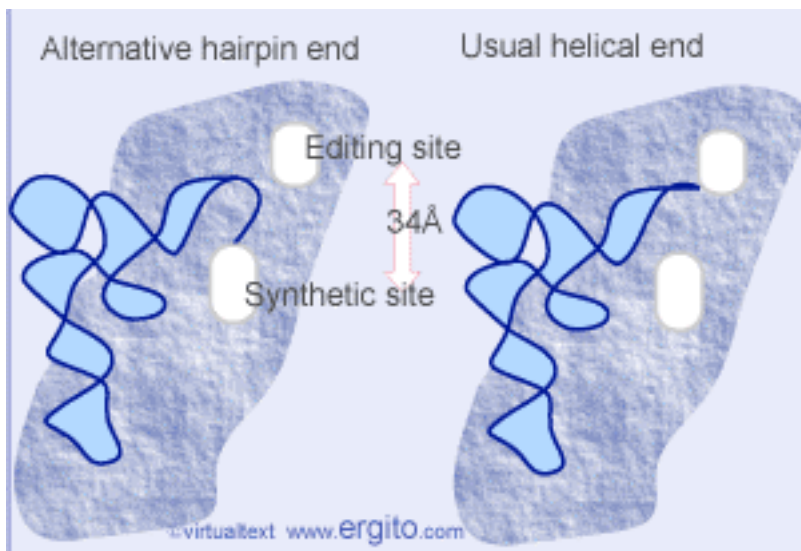 Alternative hairpin end
Usual helical end
Editing site
34Å
Synthetic site
©virtualtext www.ergito.com